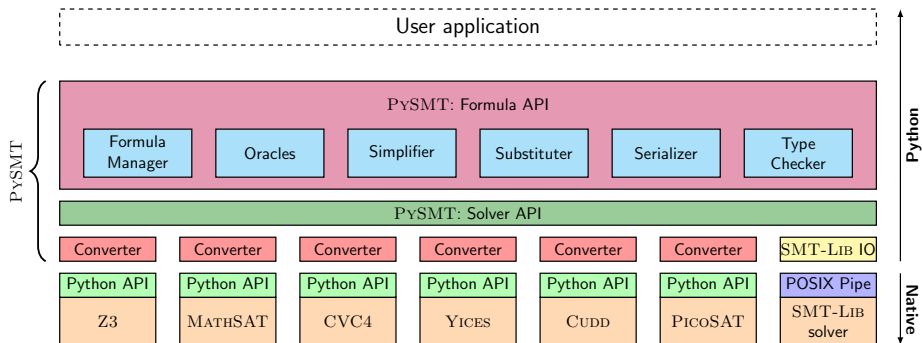 User application
PySMT
PySMT: Formula API
Formula
Manager
Oracles
Simplifier
Substituter
Serializer
Type
Checker
PySMT: Solver API
Converter
Converter
Converter
Converter
Converter
Converter
SMT-Lib IO
Python API
Python API
Python API
Python API
Python API
Python API
POSIX Pipe
Z3
MathSAT
CVC4
Yices
Cudd
PicoSAT
SMT-Lib
solver
Python
Native